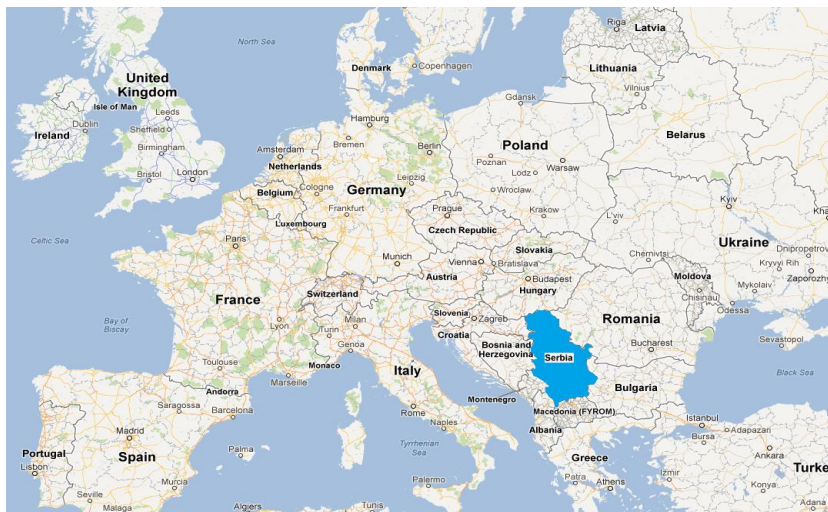 North Sea
Riga
Latvia
Denmark
Copenhagen
Lithuania
Vilnius
United
Kingdom
Isle of Man
Leeds
Dublin
Sheffield
Ireland
Birmingham
Bristol
London
Hamburg
Gdansk
Belarus
Bremen
Amsterdam
Netherlands
Berlin
Poland
Poznan
Warsaw
Lodz
Germany
Leipzig
Wroclaw
Belgium
Cologne
Frankfurt
Luxembourg
Prague
Krakow
L'viv
Kyiv
Czech Republic
Ukraine
Celtic Sea
Paris
Slovakia
Chernivtsi
Dnipropetrov
Kryvyi Rih
Zaporozhy
Munich
Vienna
Bratislava
Austria
Budapest
Hungary
Moldova
Chisinau
Mykolaiv
Odessa
France
Switzerland
Slovenia
Zagreb
Croatia
Romania
Bay of
Biscay
Lyon
Milan
Turin
Genoa
Bosnia and
Herzegovina
Serbia
Bucharest
Sevastopol
Toulouse
Monaco
Marseille
Italy
Andorra
Bulgaria
Black Sea
Saragossa
Barcelona
Rome
Montenegro
Macedonia (FYROM)
Naples
Albania
Istanbul
Adapazari
Bursa
Madrid
Portugal
Spain
Lisbon
Palma
Tyrrhenian
Sea
Greece
Ankara
Turke
Izmir
Seville
Murcia
Malaga
Palermo
Patra
Athens
Algiers
Tunis
Konya
Adana